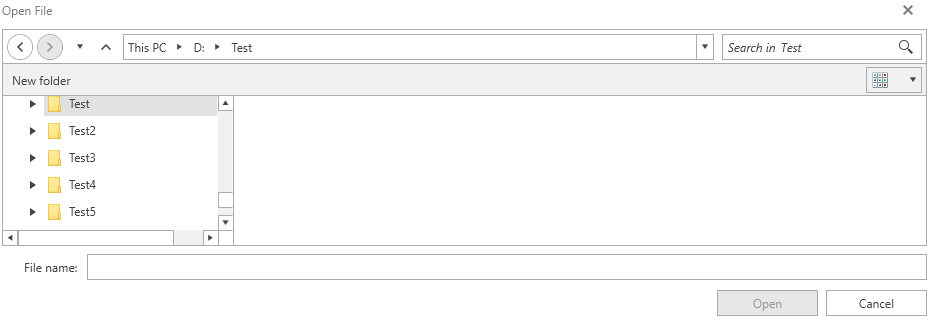 Open File
This PC D: Test
Search in Test
New folder
Test
Test2
Test3
Test4
Test5
File name:
Open Cancel